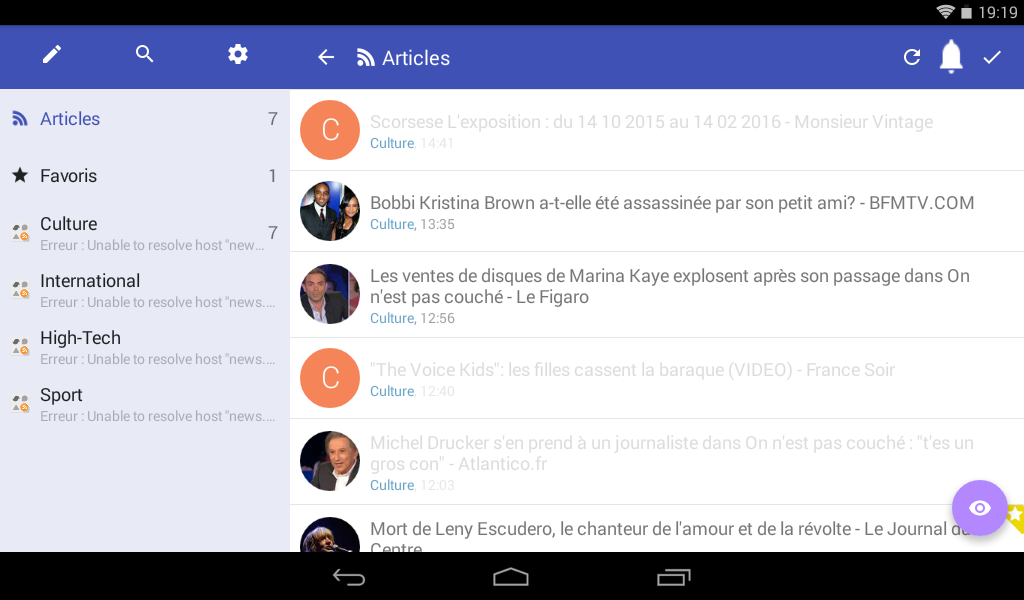 19:19
Articles
Articles 7
Favoris 1
Culture 7
Erreur : Unable to resolve host "new...
International
Erreur : Unable to resolve host "news....
High-Tech
Erreur : Unable to resolve host "news....
Sport
Erreur : Unable to resolve host "news....
C
Scorsese L'exposition : du 14 10 2015 au 14 02 2016 - Monsieur Vintage
Culture, 14:41
Bobbi Kristina Brown a-t-elle été assassinée par son petit ami? - BFMTV.COM
Culture, 13:35
Les ventes de disques de Marina Kaye explosent après son passage dans On
n'est pas couché - Le Figaro
Culture, 12:56
C
"The Voice Kids": les filles cassent la baraque (VIDEO) - France Soir
Culture, 12:40
Michel Drucker s'en prend à un journaliste dans On n'est pas couché : "t'es un
gros con" - Atlantico.fr
Culture, 12:03
Mort de Leny Escudero, le chanteur de l'amour et de la révolte - Le Journal du
Centre